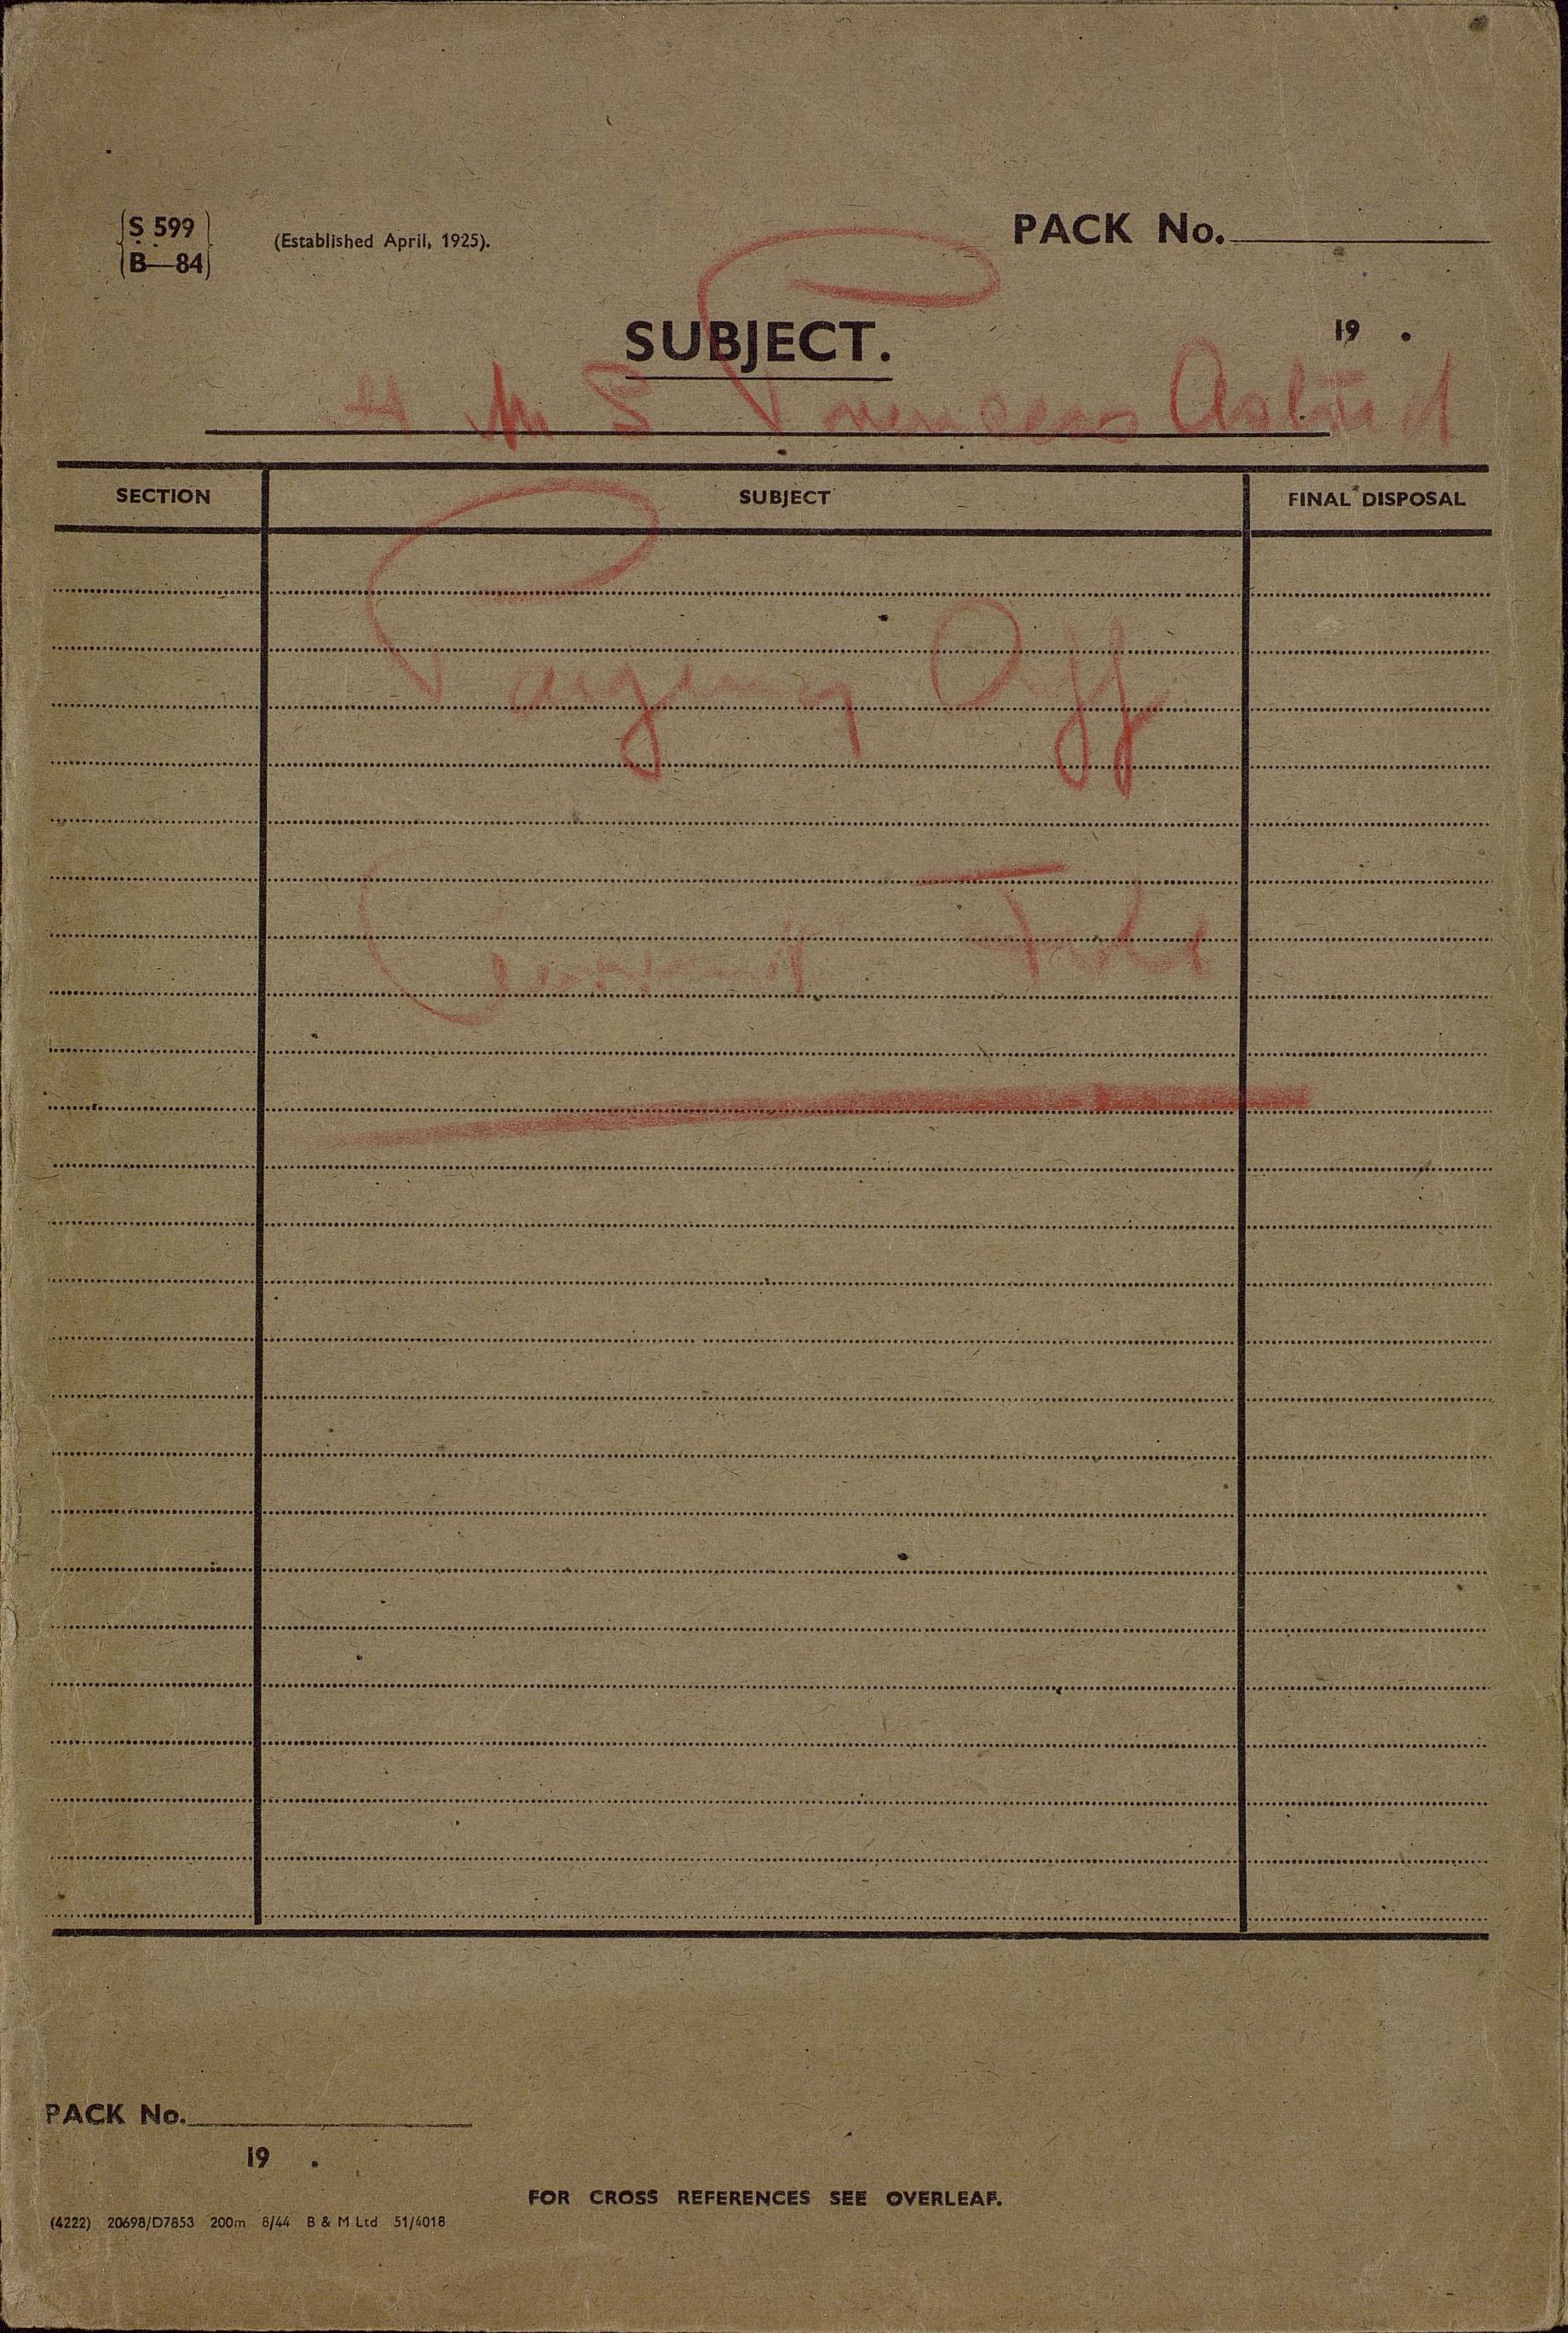 S 599
B—84
(Established April, 1925).
PACK No.
SUBJECT.
19 .
H M S Princess Astrid
SECTION SUBJECT FINAL DISPOSAL
Paying Off
Current File
PACK No.
19 .
FOR CROSS REFERENCES SEE OVERLEAF.
(4222) 20698/D7853 200m 8/44 B & M Ltd 51/4018